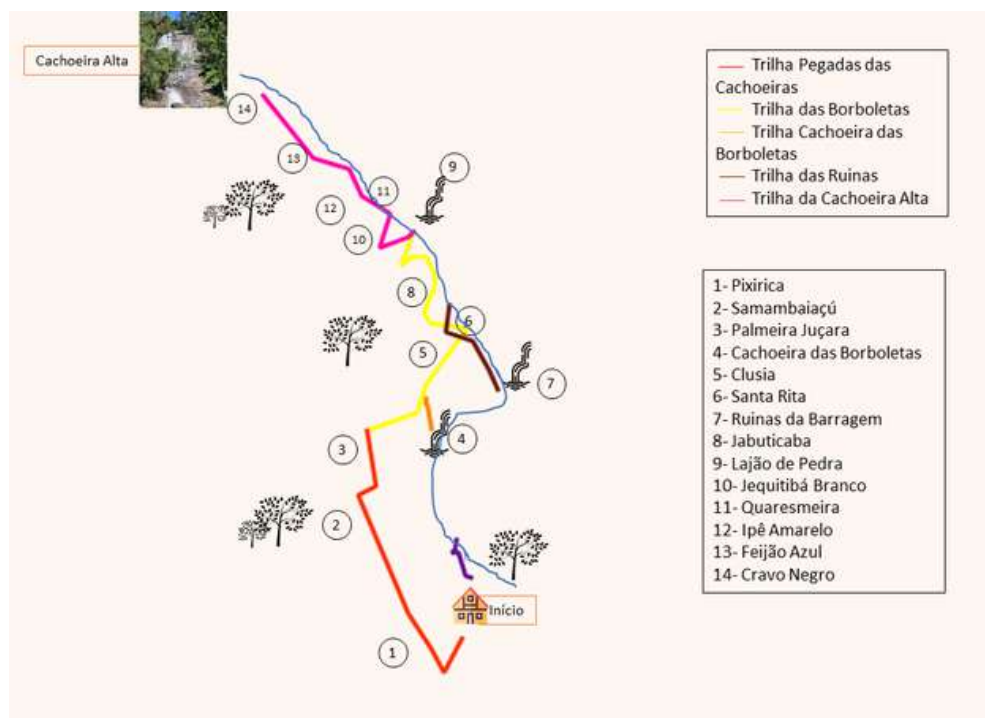 Cachoeira Alta
14
13
12
11
10
9
8
6
5
7
4
3
2
1
Início
Trilha Pegadas das
Cachoeiras
Trilha das Borboletas
Trilha Cachoeira das
Borboletas
Trilha das Ruinas
Trilha da Cachoeira Alta
1- Pixirica
2- Samambaiaçú
3- Palmeira Juçara
4- Cachoeira das Borboletas
5- Clusia
6- Santa Rita
7- Ruinas da Barragem
8- Jabuticaba
9- Lajão de Pedra
10- Jequitibá Branco
11- Quaresmeira
12- Ipê Amarelo
13- Feijão Azul
14- Cravo Negro